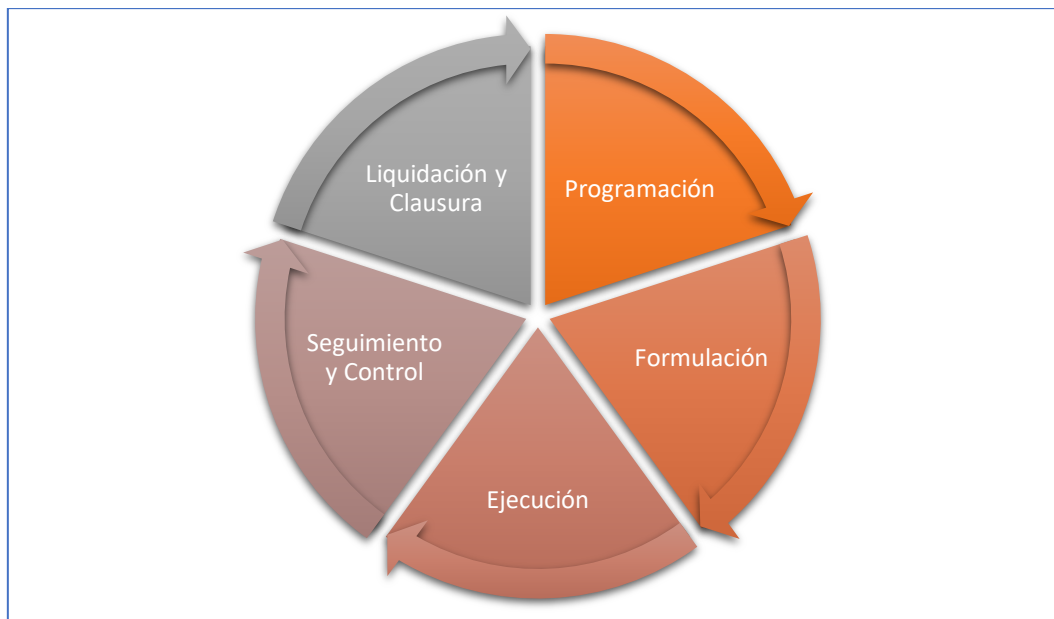 Programación
Formulación
Ejecución
Seguimiento
y Control
Liquidación y
Clausura